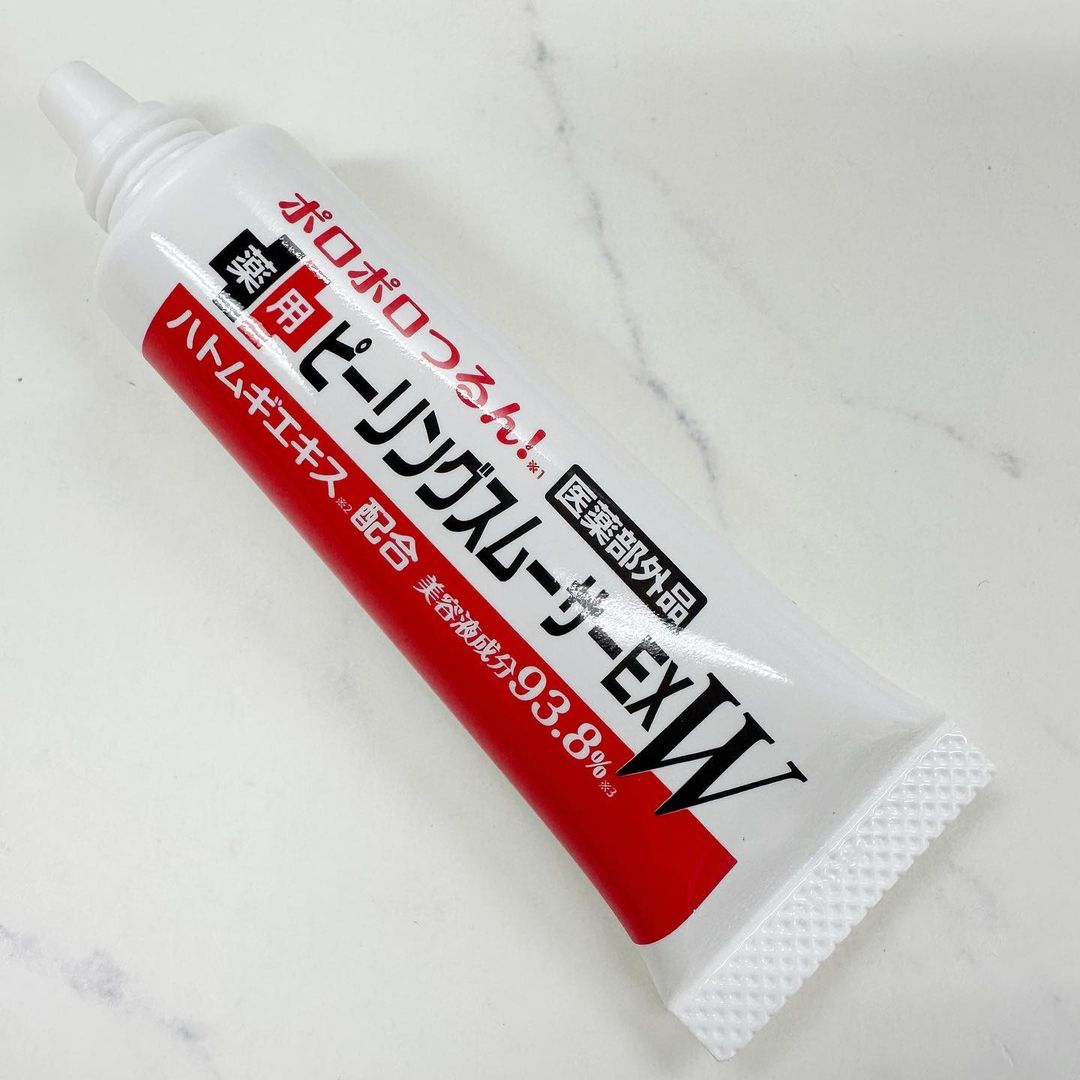 ポロポロつるん!※1
薬用
ピーリングスムーサーEX W
医薬部外品
ハトムギエキス※2 配合
美容液成分93.8%※3